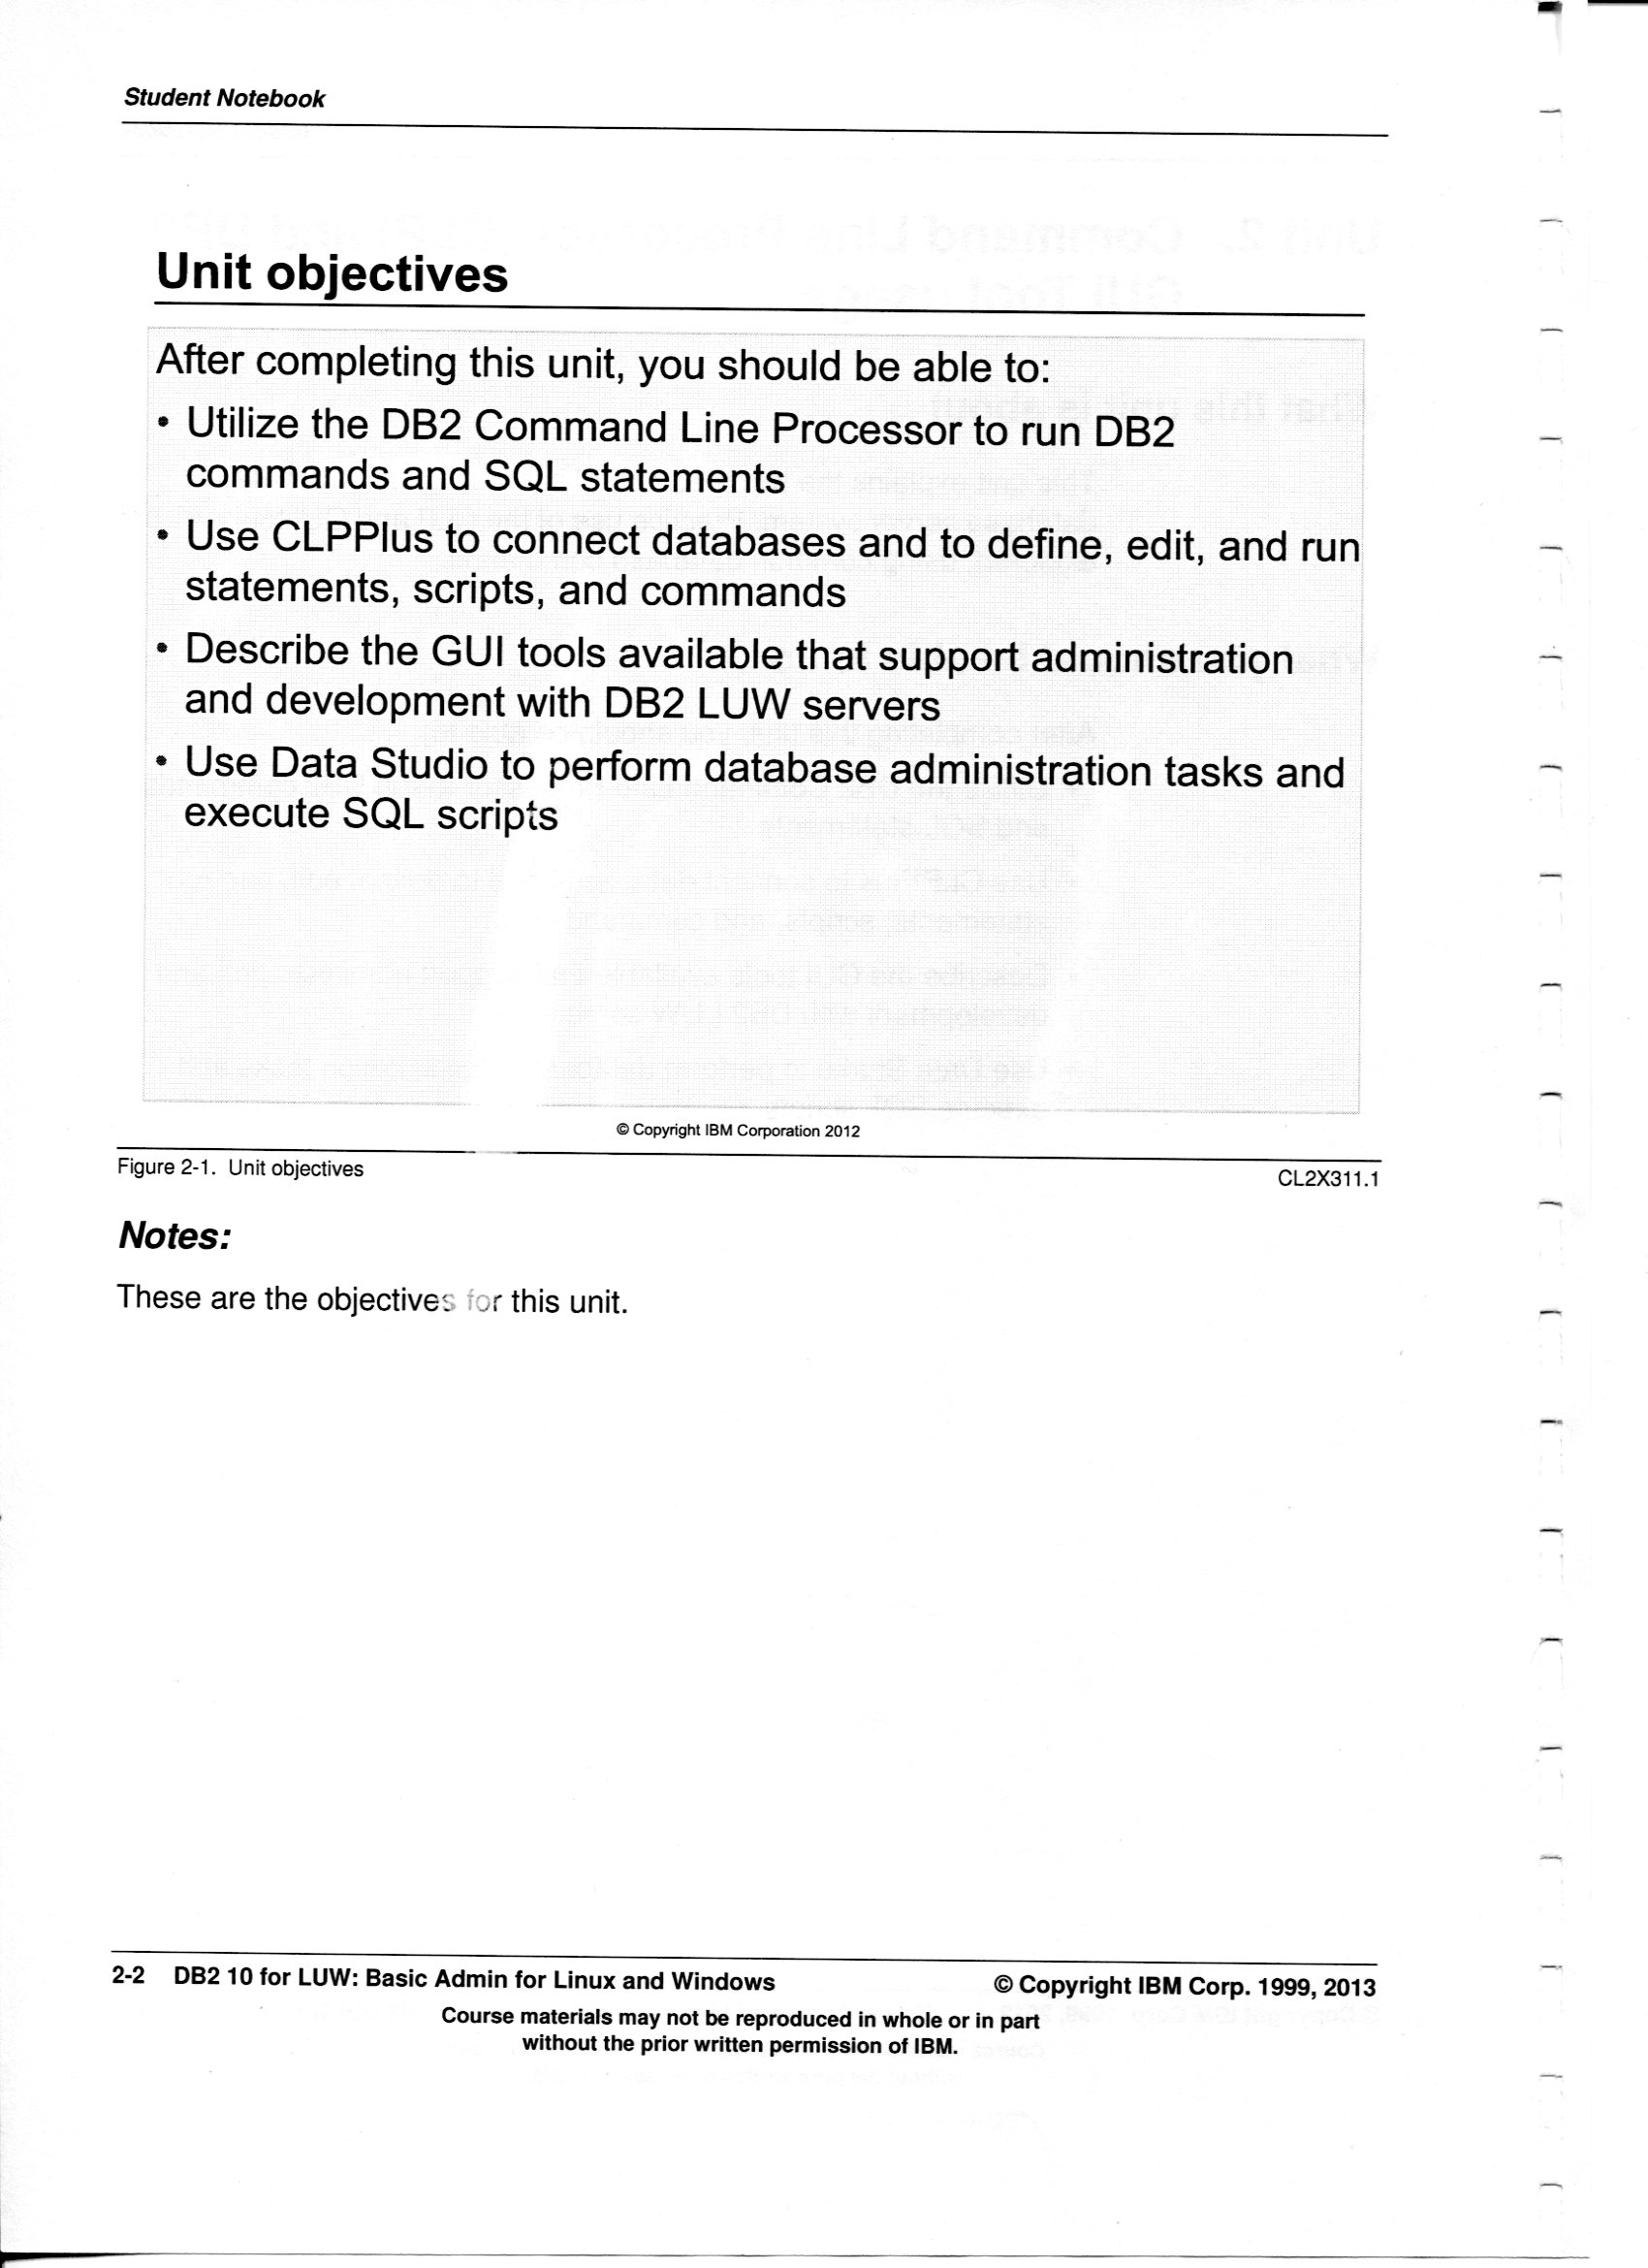 Student Notebook
Unit objectives
After completing this unit, you should be able to:
• Utilize the DB2 Command Line Processor to run DB2
commands and SQL statements
• Use CLPPlus to connect databases and to define, edit, and run
statements, scripts, and commands
• Describe the GUI tools available that support administration
and development with DB2 LUW servers
• Use Data Studio to perform database administration tasks and
execute SQL scripts
© Copyright IBM Corporation 2012
Figure 2-1. Unit objectives
CL2X311.1
Notes:
These are the objectives for this unit.
2-2 DB2 10 for LUW: Basic Admin for Linux and Windows
© Copyright IBM Corp. 1999, 2013
Course materials may not be reproduced in whole or in part
without the prior written permission of IBM.